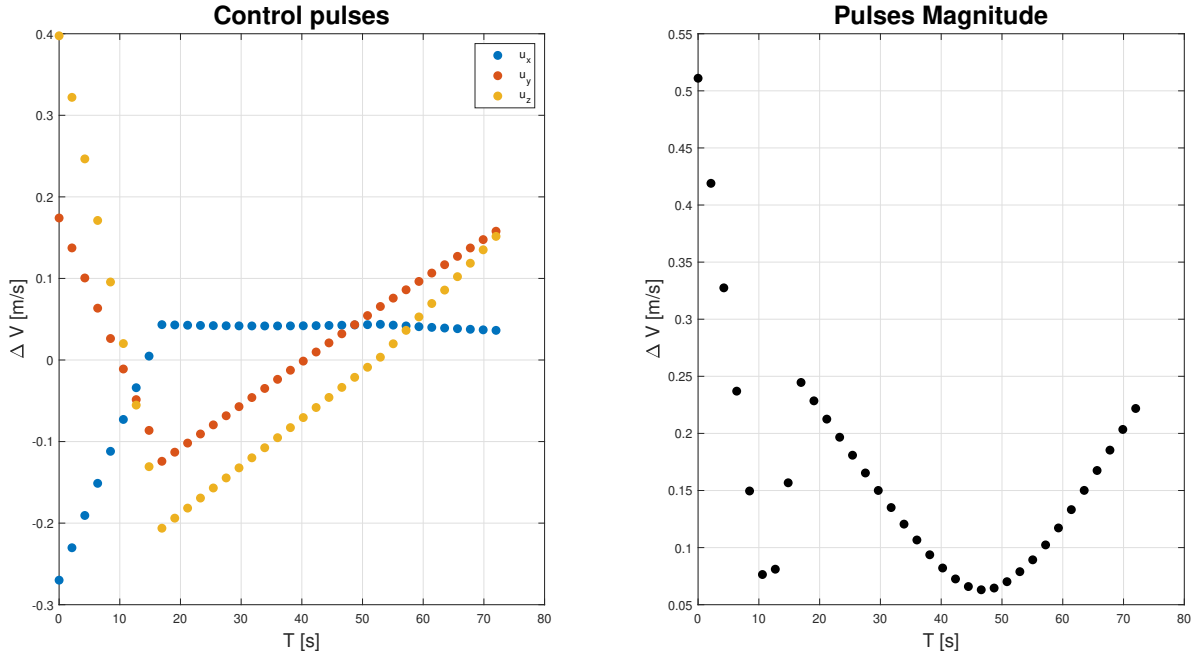 Control pulses
0.4
0.3
0.2
0.1
0
-0.1
-0.2
-0.3
Δ V [m/s]
u_x
u_y
u_z
0 10 20 30 40 50 60 70 80
T [s]
Pulses Magnitude
0.55
0.5
0.45
0.4
0.35
0.3
0.25
0.2
0.15
0.1
0.05
Δ V [m/s]
0 10 20 30 40 50 60 70 80
T [s]